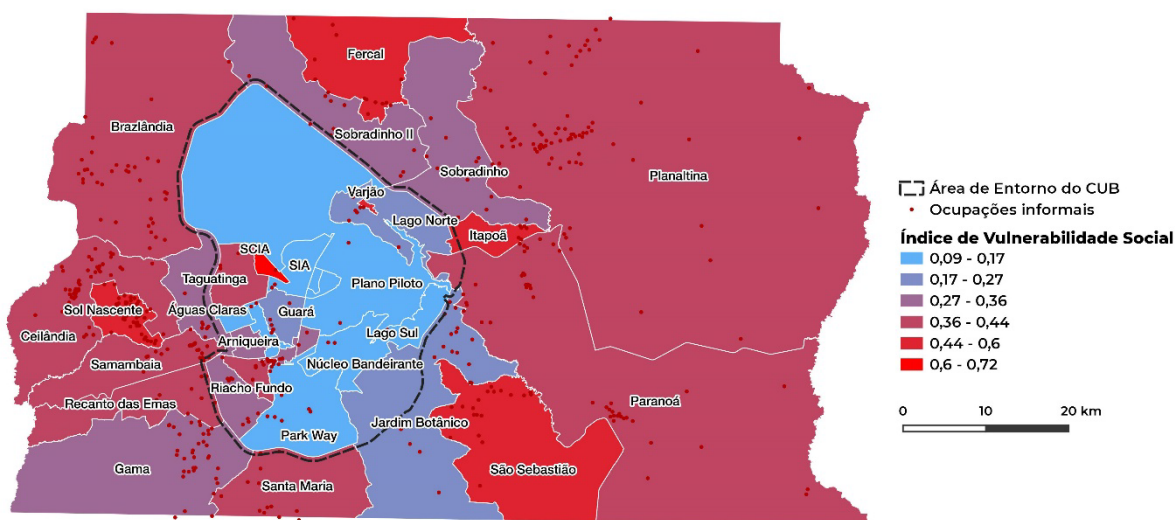 Fercal
Brazlândia
Sobradinho II
Sobradinho
Planaltina
Varjão
Lago Norte
Itapoã
SCIA
SIA
Taguatinga
Plano Piloto
Sol Nascente
Águas Claras
Guará
Ceilândia
Lago Sul
Arniqueira
Samambaia
Núcleo Bandeirante
Riacho Fundo
Recanto das Emas
Paranoá
Jardim Botânico
Park Way
Gama
São Sebastião
Santa Maria
Área de Entorno do CUB
Ocupações informais
Índice de Vulnerabilidade Social
0,09 - 0,17
0,17 - 0,27
0,27 - 0,36
0,36 - 0,44
0,44 - 0,6
0,6 - 0,72
0 10 20 km